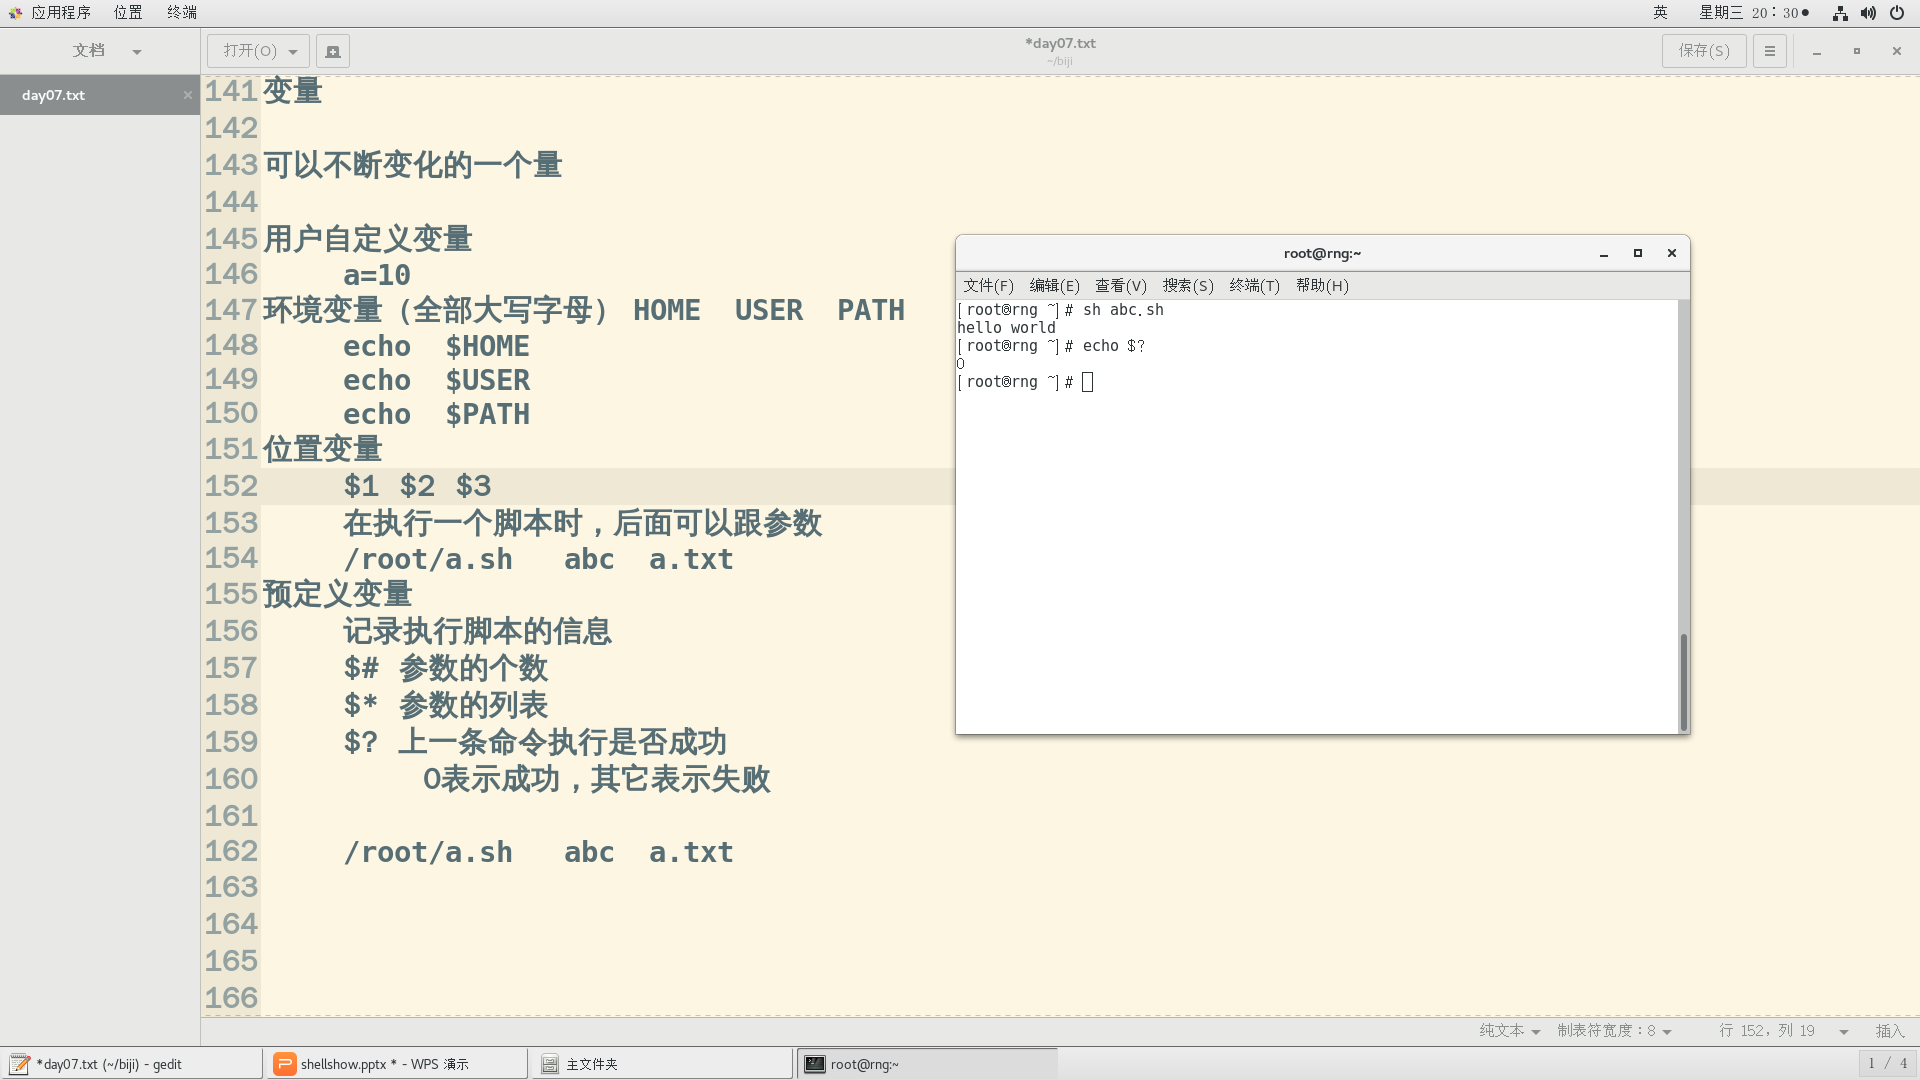 应用程序 位置 终端 英 星期三 20：30
文档 打开(O) *day07.txt 保存(S)
~/biji
day07.txt
141 变量
142
143 可以不断变化的一个量
144
145 用户自定义变量
146 a=10
147 环境变量（全部大写字母） HOME USER PATH
148 echo $HOME
149 echo $USER
150 echo $PATH
151 位置变量
152 $1 $2 $3
153 在执行一个脚本时，后面可以跟参数
154 /root/a.sh abc a.txt
155 预定义变量
156 记录执行脚本的信息
157 $# 参数的个数
158 $* 参数的列表
159 $? 上一条命令执行是否成功
160 0表示成功，其它表示失败
161
162 /root/a.sh abc a.txt
163
164
165
166
root@rng:~
文件(F) 编辑(E) 查看(V) 搜索(S) 终端(T) 帮助(H)
[root@rng ~]# sh abc.sh
hello world
[root@rng ~]# echo $?
0
[root@rng ~]#
纯文本 制表符宽度：8 行 152，列 19 插入
*day07.txt (~/biji) - gedit shellshow.pptx * - WPS 演示 主文件夹 root@rng:~ 1 / 4